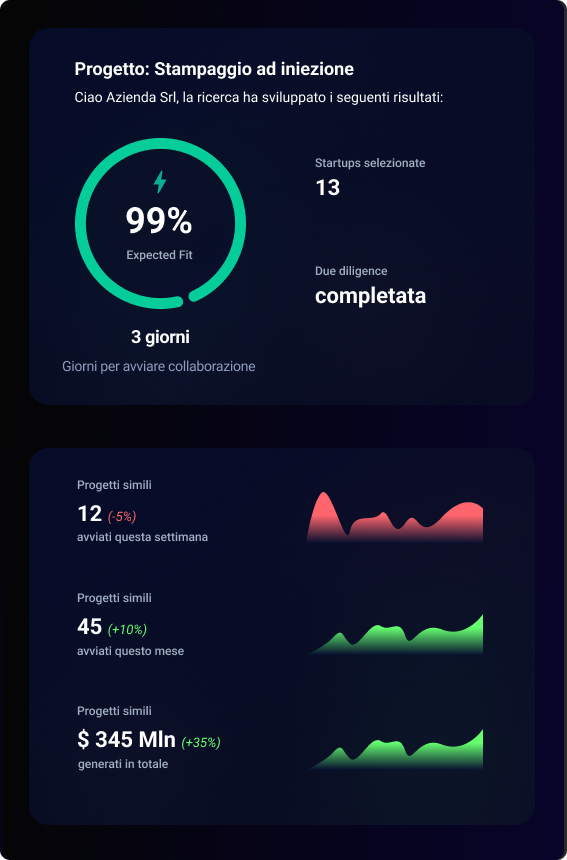 Progetto: Stampaggio ad iniezione
Ciao Azienda Srl, la ricerca ha sviluppato i seguenti risultati:
99%
Expected Fit
3 giorni
Giorni per avviare collaborazione
Startups selezionate
13
Due diligence
completata
Progetti simili
12 (-5%)
avviati questa settimana
Progetti simili
45 (+10%)
avviati questo mese
Progetti simili
$ 345 Mln (+35%)
generati in totale